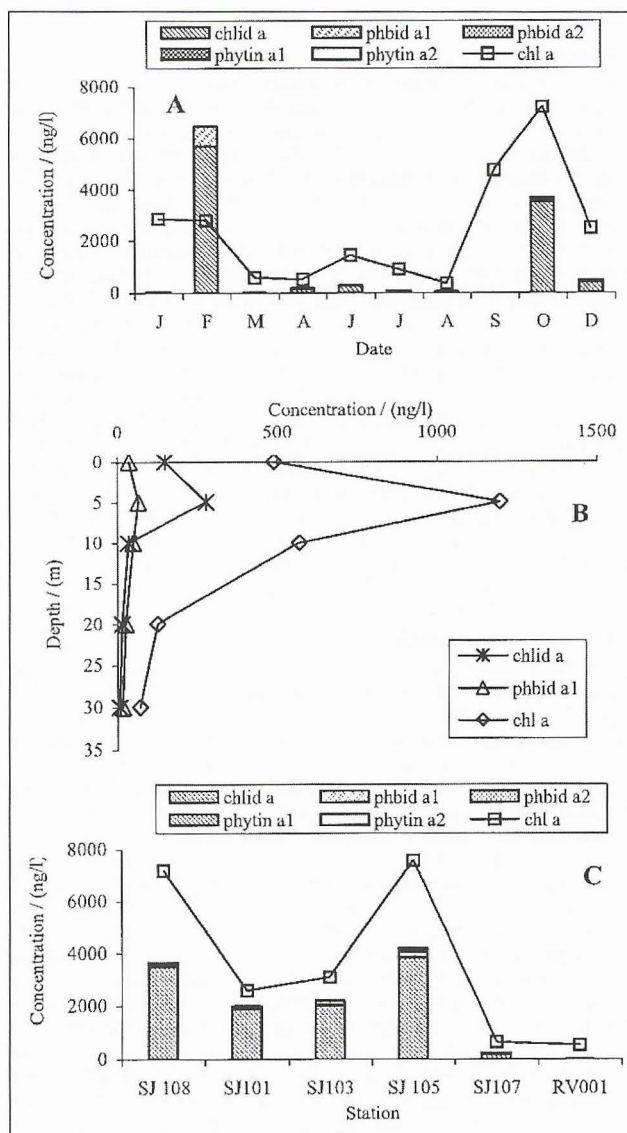 chlid a phbid a1 phbid a2
phytin a1 phytin a2 chl a
8000
6000
4000
2000
0
Concentration / (ng/l)
A
J F M A J J A S O D
Date
Concentration / (ng/l)
0 500 1000 1500
0
5
10
15
20
25
30
35
Depth / (m)
B
chlid a
phbid a1
chl a
chlid a phbid a1 phbid a2
phytin a1 phytin a2 chl a
8000
6000
4000
2000
0
Concentration / (ng/l)
C
SJ 108 SJ101 SJ103 SJ 105 SJ107 RV001
Station